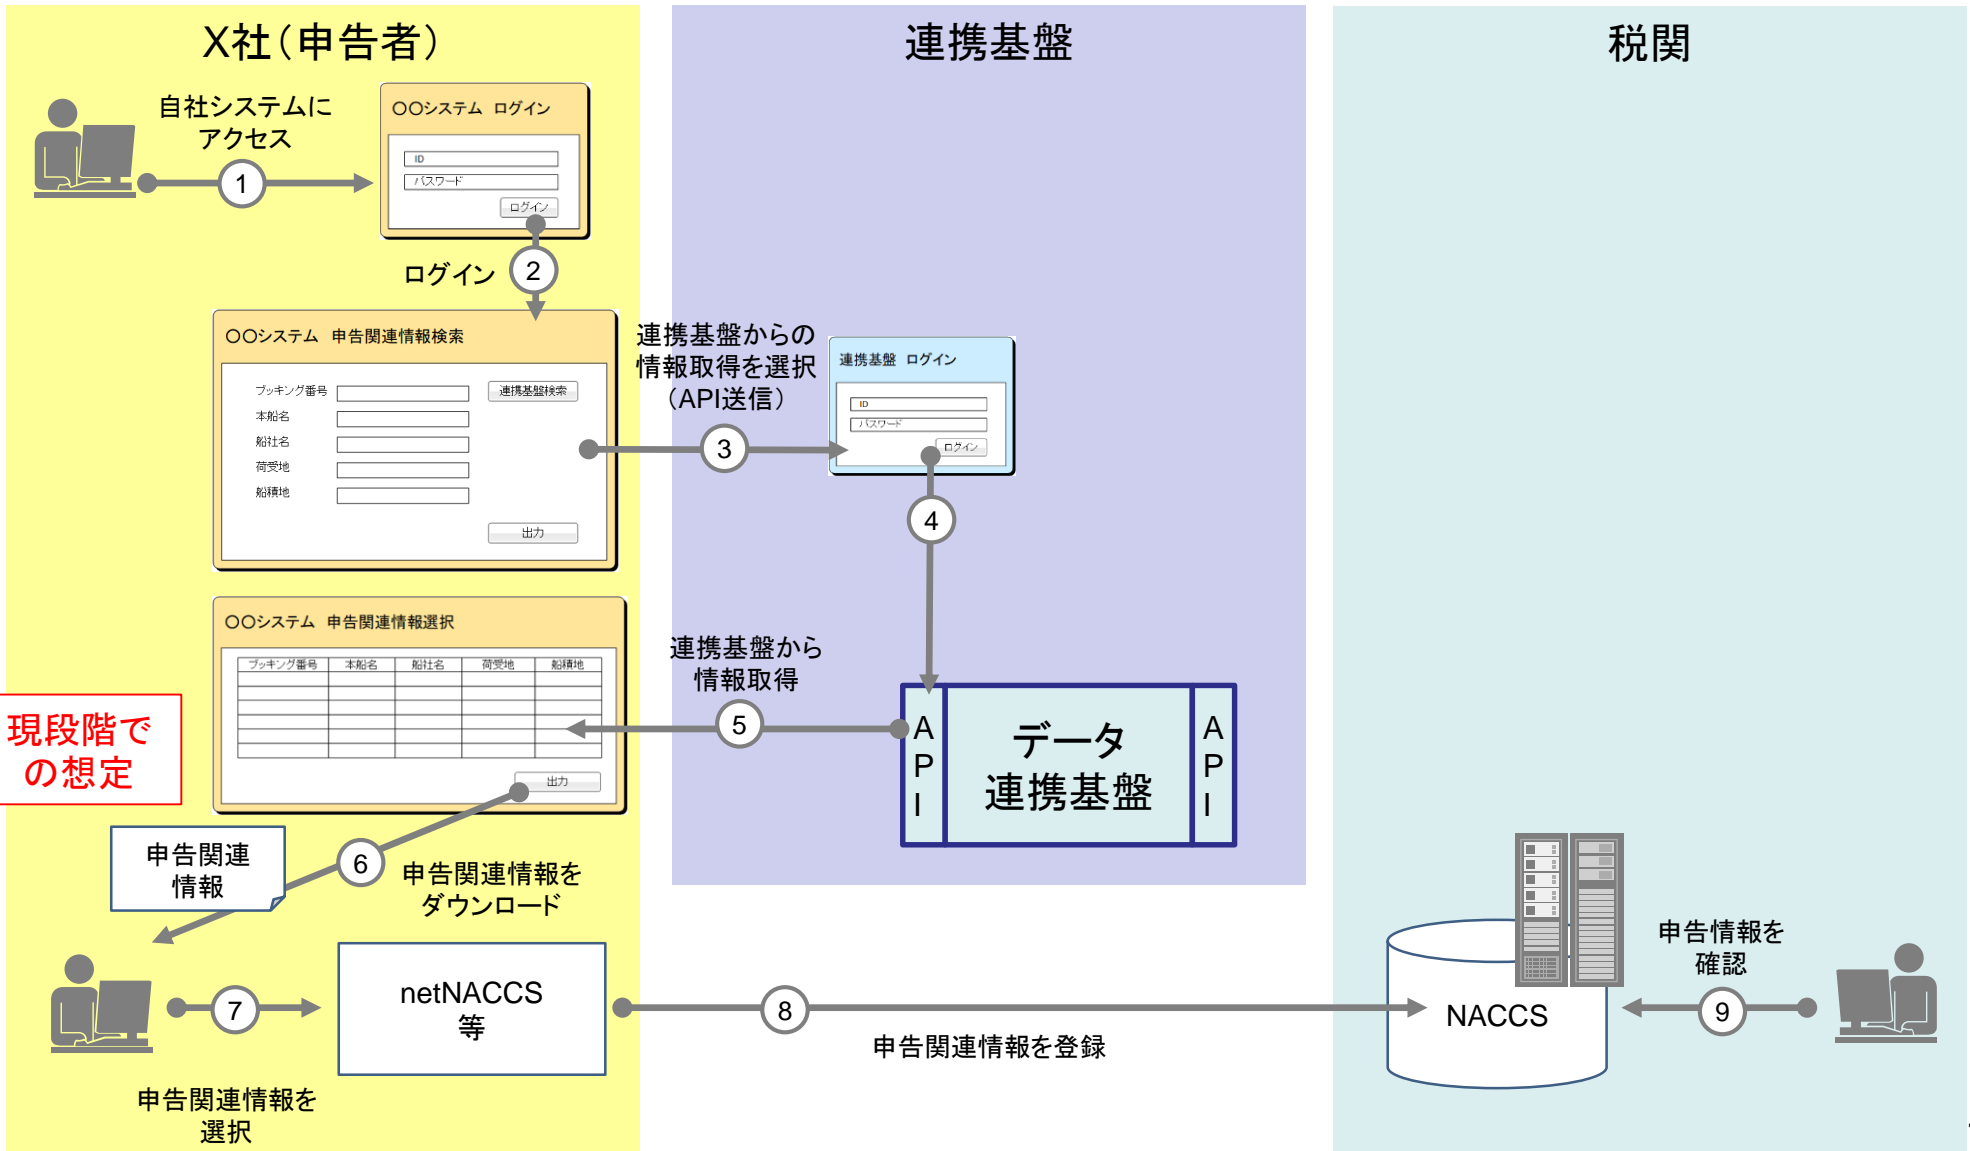 X社（申告者）
連携基盤
税関
自社システムに
アクセス
1
〇〇システム ログイン
ID
パスワード
ログイン
ログイン
2
〇〇システム 申告関連情報検索
ブッキング番号
連携基盤検索
本船名
船社名
荷受地
船積地
出力
連携基盤からの
情報取得を選択
（API送信）
3
連携基盤 ログイン
ID
パスワード
ログイン
4
〇〇システム 申告関連情報選択
ブッキング番号 本船名 船社名 荷受地 船積地
出力
連携基盤から
情報取得
5
API
データ
連携基盤
API
現段階で
の想定
申告関連
情報
6
申告関連情報を
ダウンロード
7
申告関連情報を
選択
netNACCS
等
8
申告関連情報を登録
NACCS
申告情報を
確認
9